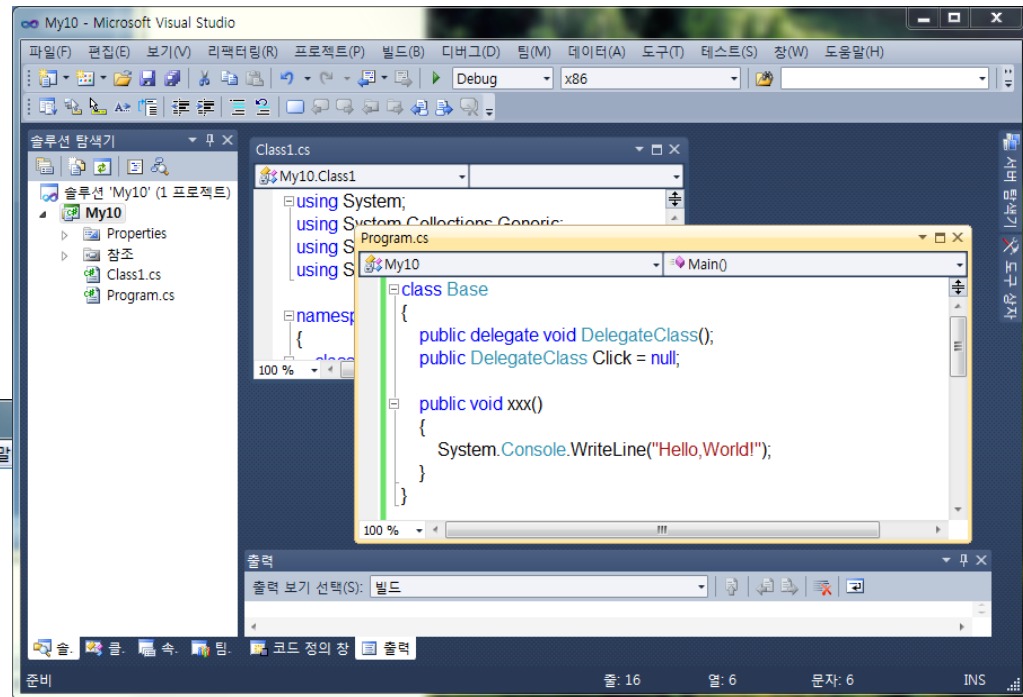 My10 - Microsoft Visual Studio
파일(F) 편집(E) 보기(V) 리팩터링(R) 프로젝트(P) 빌드(B) 디버그(D) 팀(M) 데이터(A) 도구(T) 테스트(S) 창(W) 도움말(H)
Debug x86
솔루션 탐색기
솔루션 'My10' (1 프로젝트)
My10
Properties
참조
Class1.cs
Program.cs
Class1.cs
My10.Class1
using System;
using System.Collections.Generic;
using S
using S
namesp
{
class
100 %
Program.cs
My10 Main()
class Base
{
public delegate void DelegateClass();
public DelegateClass Click = null;
public void xxx()
{
System.Console.WriteLine("Hello,World!");
}
}
100 %
서버 탐색기
도구 상자
출력
출력 보기 선택(S): 빌드
솔. 클. 속. 팀. 코드 정의 창 출력
준비 줄: 16 열: 6 문자: 6 INS
말